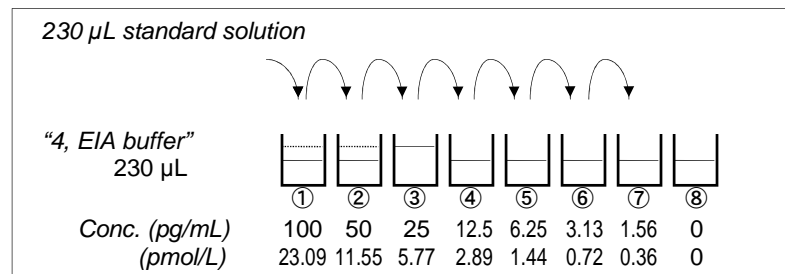 230 µL standard solution
“4, EIA buffer”
230 µL
① ② ③ ④ ⑤ ⑥ ⑦ ⑧
Conc. (pg/mL) 100 50 25 12.5 6.25 3.13 1.56 0
(pmol/L) 23.09 11.55 5.77 2.89 1.44 0.72 0.36 0